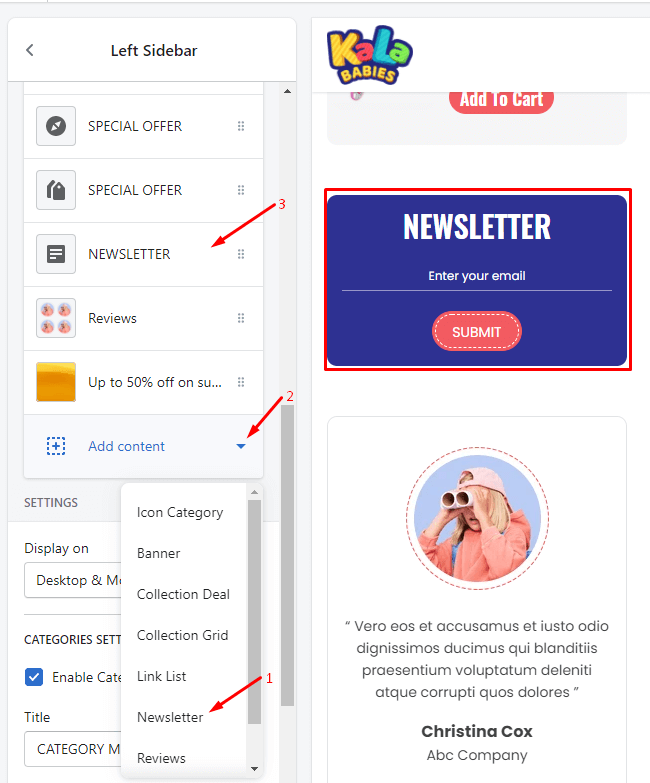 Left Sidebar
SPECIAL OFFER
SPECIAL OFFER
NEWSLETTER
3
Reviews
Up to 50% off on su...
2
Add content
SETTINGS
Display on
Desktop & Mo
CATEGORIES SETT
Enable Cate
Title
CATEGORY M
Icon Category
Banner
Collection Deal
Collection Grid
Link List
1
Newsletter
Reviews
KaLa
BABIES
Add To Cart
NEWSLETTER
Enter your email
SUBMIT
“ Vero eos et accusamus et iusto odio
dignissimos ducimus qui blanditiis
praesentium voluptatum deleniti
atque corrupti quos dolores ”
Christina Cox
Abc Company